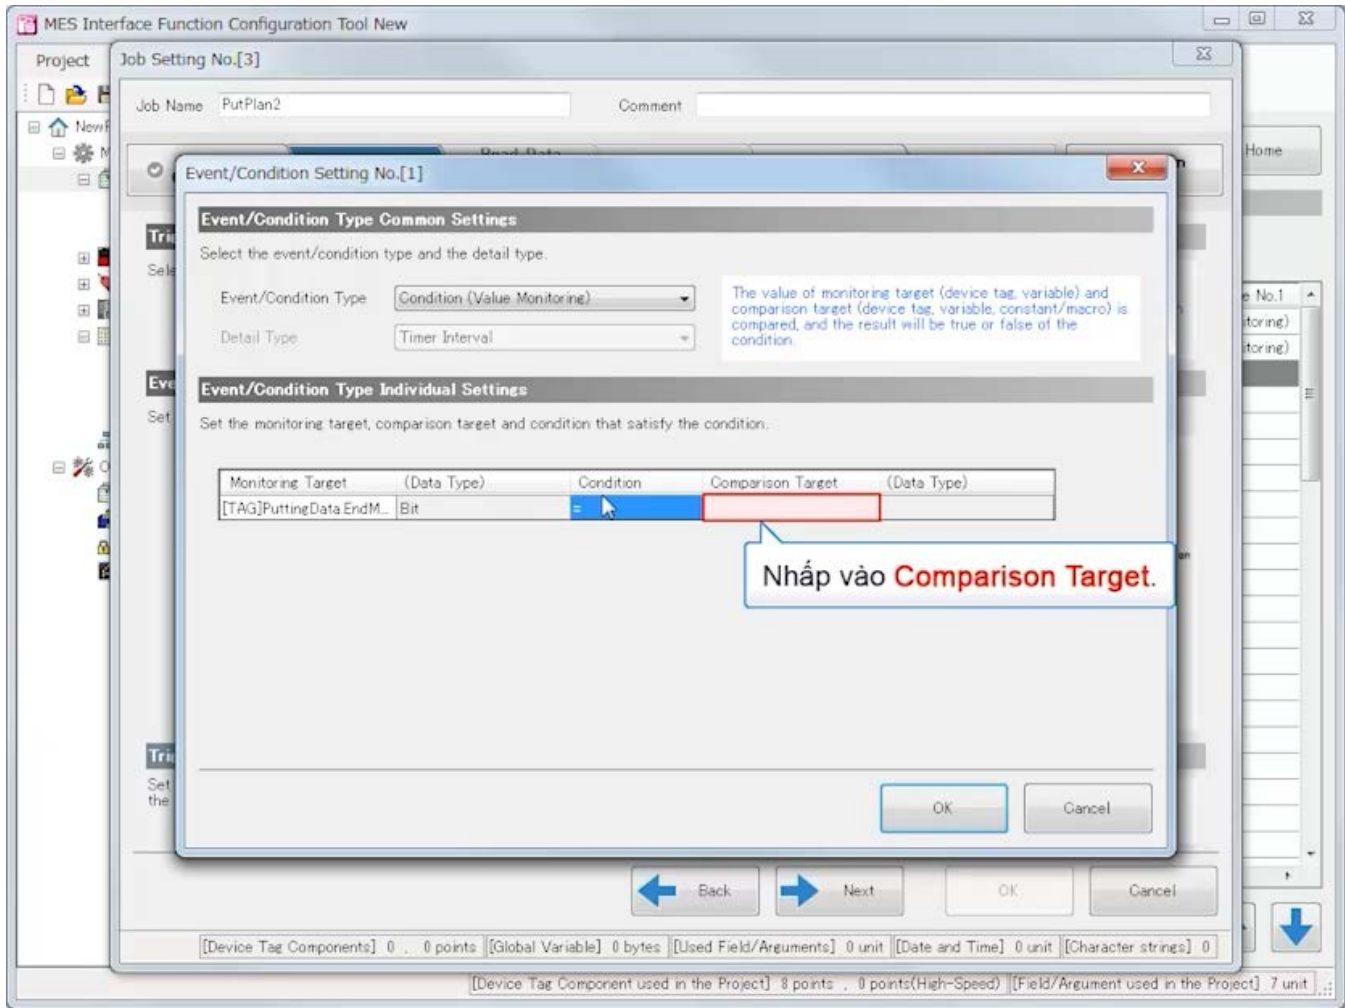 MES Interface Function Configuration Tool New
Project
Job Setting No.[3]
Job Name PutPlan2 Comment
Home
Event/Condition Setting No.[1]
Event/Condition Type Common Settings
Select the event/condition type and the detail type.
Event/Condition Type Condition (Value Monitoring)
Detail Type Timer Interval
The value of monitoring target (device tag, variable) and
comparison target (device tag, variable, constant/macro) is
compared, and the result will be true or false of the
condition.
Event/Condition Type Individual Settings
Set the monitoring target, comparison target and condition that satisfy the condition.
Monitoring Target (Data Type) Condition Comparison Target (Data Type)
[TAG]PuttingData.EndM... Bit =
Nhấp vào Comparison Target.
OK Cancel
Back Next OK Cancel
[Device Tag Components] 0 , 0 points [Global Variable] 0 bytes [Used Field/Arguments] 0 unit [Date and Time] 0 unit [Character strings] 0
[Device Tag Component used in the Project] 8 points , 0 points(High-Speed) [Field/Argument used in the Project] 7 unit